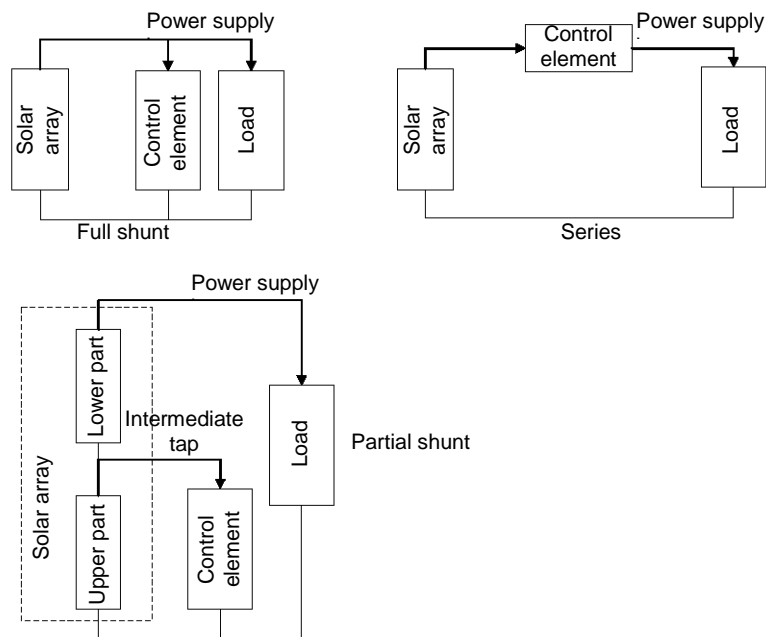 Power supply
Solar
array
Control
element
Load
Full shunt
Power supply
Control
element
Solar
array
Load
Series
Power supply
Lower part
Intermediate
tap
Load
Partial shunt
Solar array
Upper part
Control
element